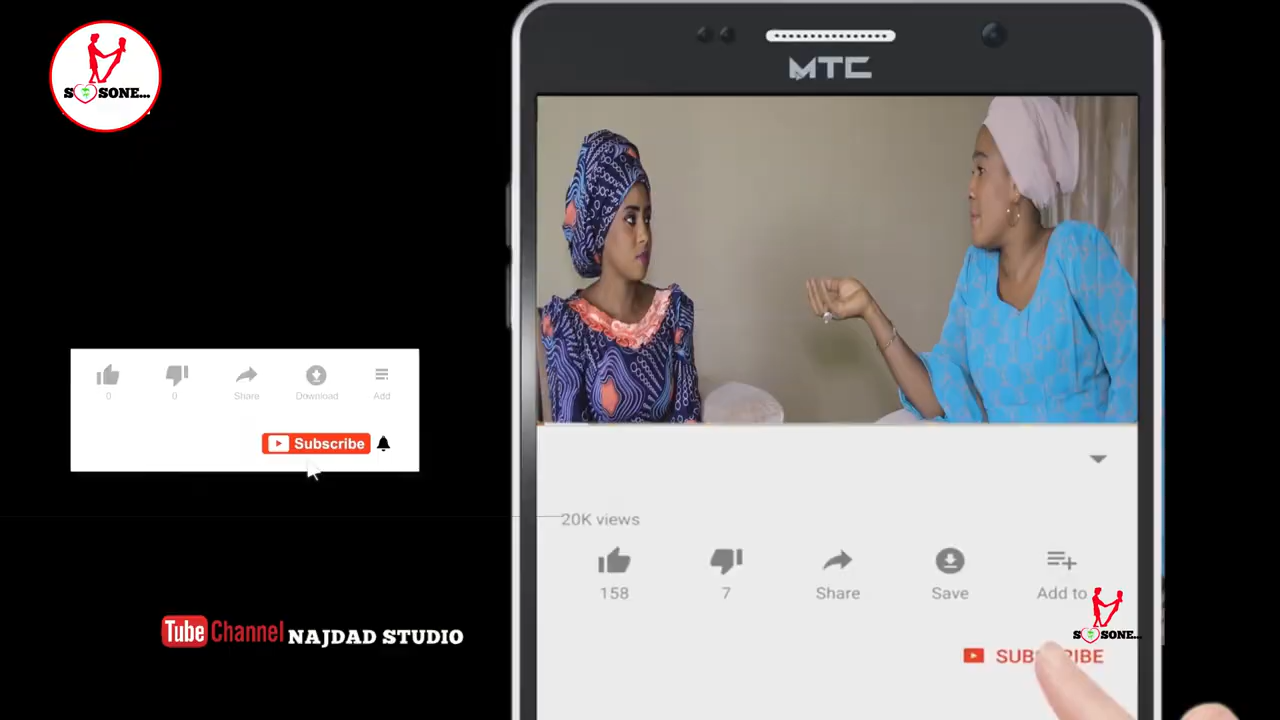 S SONE...
MTC
0
0
Share
Download
Add
Subscribe
20K views
158
7
Share
Save
Add to
S SONE...
SUBSCRIBE
Tube Channel NAJDAD STUDIO